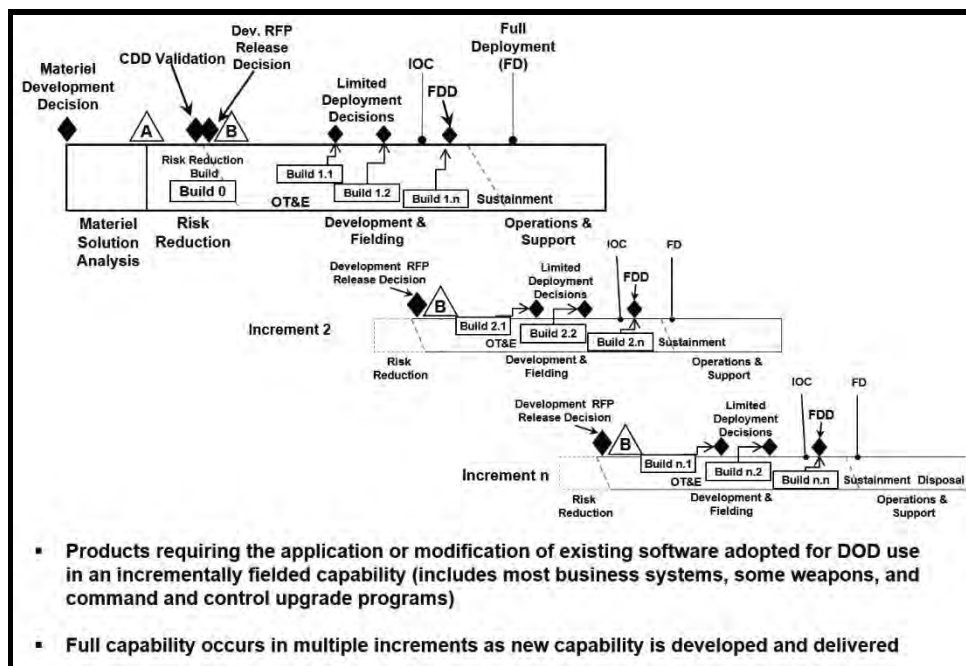 Full
Deployment
(FD)
Dev. RFP
Release
Decision
CDD Validation
Materiel
Development
Decision
IOC
Limited
Deployment
Decisions
FDD
A
B
Risk Reduction
Build
Build 0
Build 1.1
Build 1.2
Build 1.n
OT&E
Sustainment
Materiel
Solution
Analysis
Risk
Reduction
Development &
Fielding
Operations &
Support
Development RFP
Release Decision
Limited
Deployment
Decisions
IOC
FD
FDD
B
Increment 2
Build 2.1
Build 2.2
Build 2.n
OT&E
Sustainment
Risk
Reduction
Development &
Fielding
Operations &
Support
Development RFP
Release Decision
Limited
Deployment
Decisions
IOC
FD
FDD
B
Increment n
Build n.1
Build n.2
Build n.n
OT&E
Sustainment Disposal
Risk
Reduction
Development &
Fielding
Operations &
Support
▪ Products requiring the application or modification of existing software adopted for DOD use
in an incrementally fielded capability (includes most business systems, some weapons, and
command and control upgrade programs)
▪ Full capability occurs in multiple increments as new capability is developed and delivered